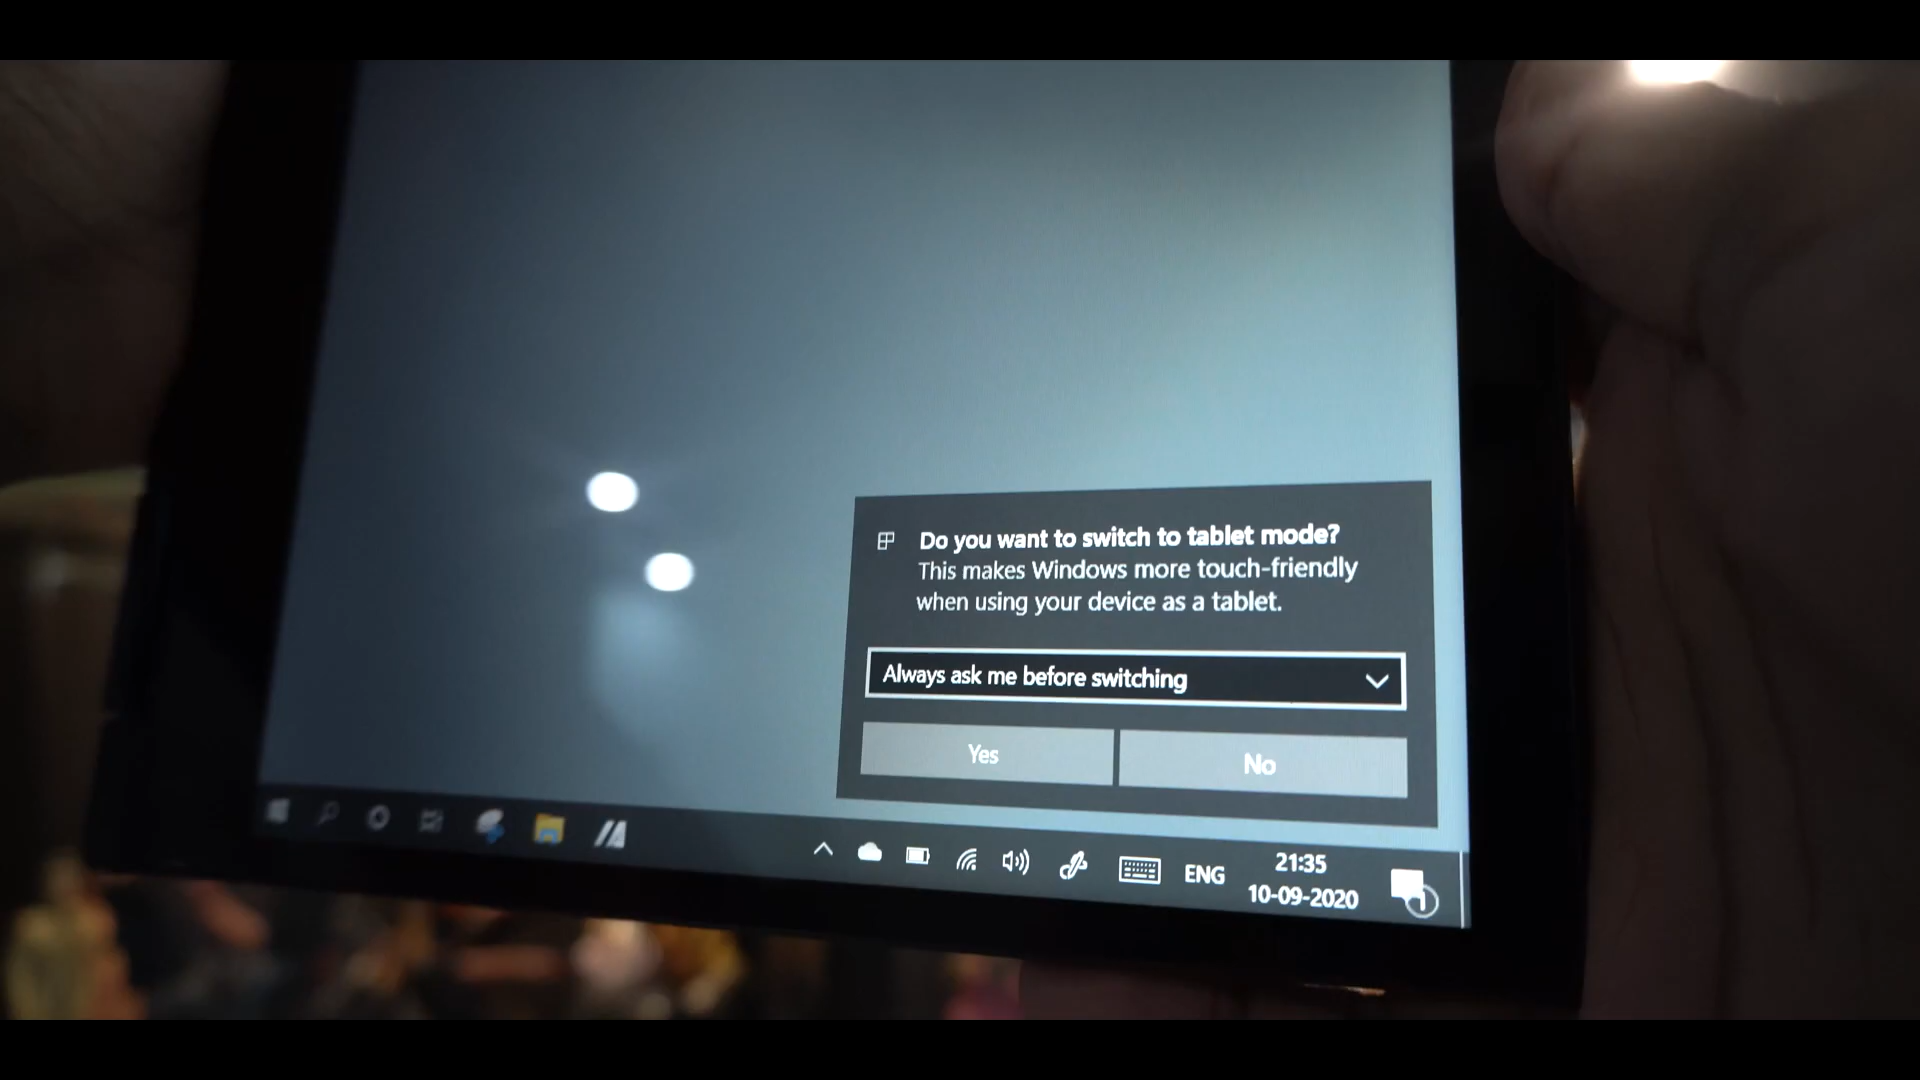 Do you want to switch to tablet mode?
This makes Windows more touch-friendly
when using your device as a tablet.
Always ask me before switching
Yes
No
ENG
21:35
10-09-2020
1